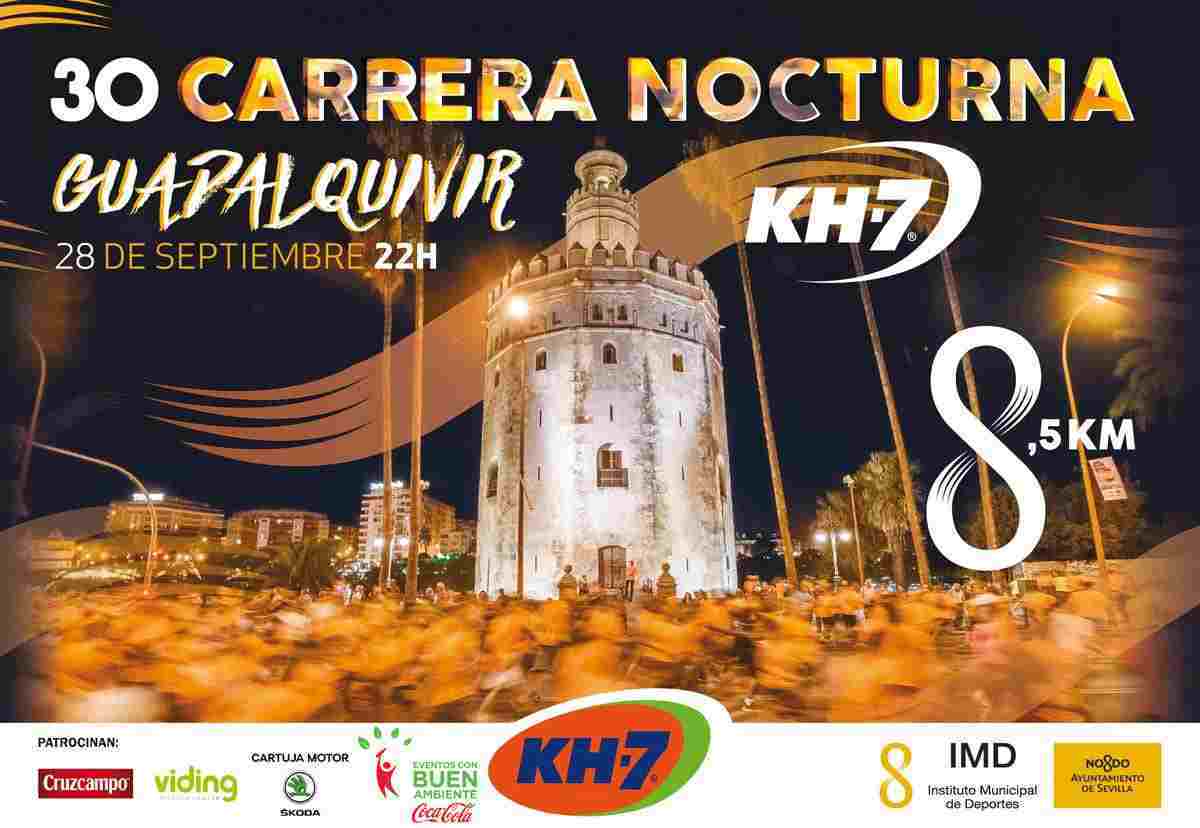 30 CARRERA NOCTURNA
GUADALQUIVIR
28 DE SEPTIEMBRE 22H
KH-7®
8,5 KM
PATROCINAN:
Cruzcampo
viding
CARTUJA MOTOR
ŠKODA
EVENTOS CON
BUEN
AMBIENTE
Coca-Cola
KH-7®
IMD
Instituto Municipal
de Deportes
NO8DO
AYUNTAMIENTO
DE SEVILLA